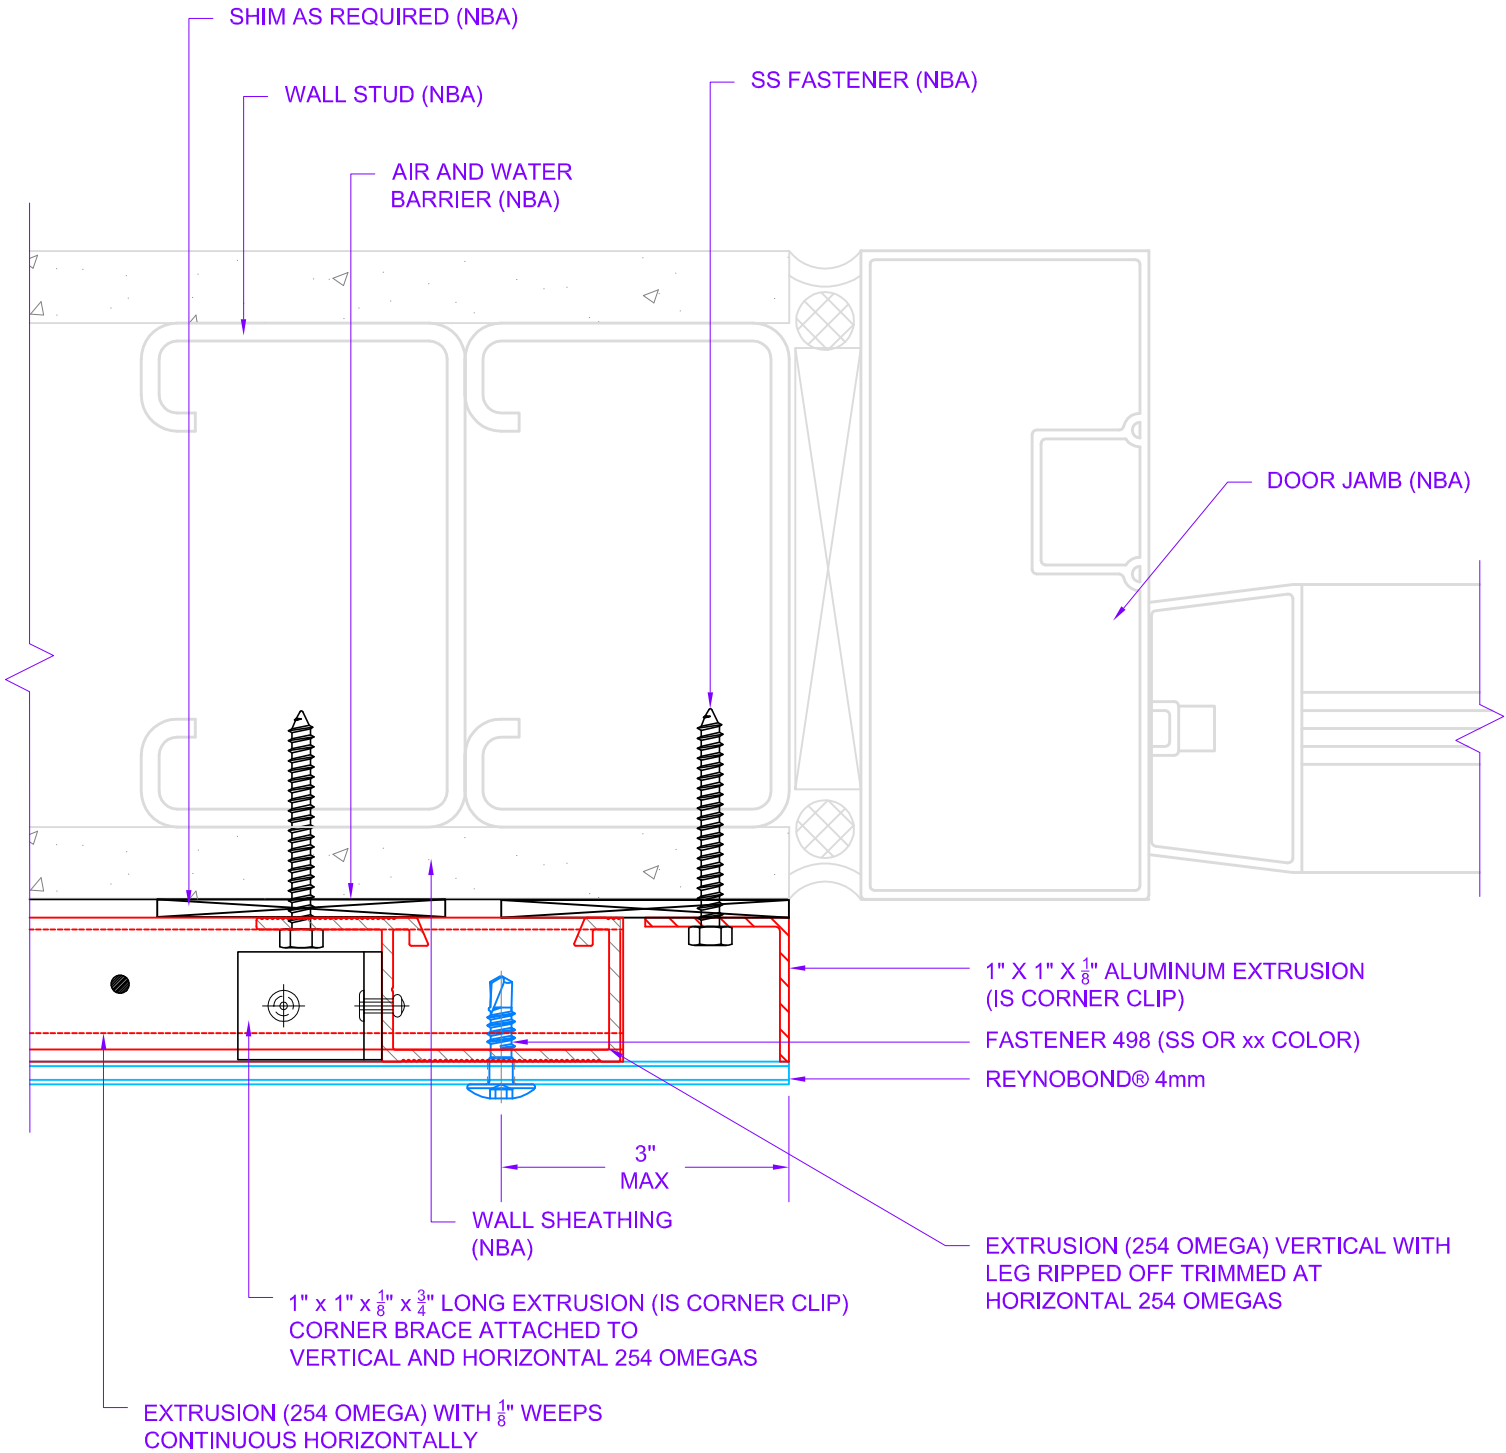 SHIM AS REQUIRED (NBA)
SS FASTENER (NBA)
WALL STUD (NBA)
AIR AND WATER
BARRIER (NBA)
DOOR JAMB (NBA)
1" X 1" X 1/8" ALUMINUM EXTRUSION
(IS CORNER CLIP)
FASTENER 498 (SS OR xx COLOR)
REYNOBOND® 4mm
3"
MAX
WALL SHEATHING
(NBA)
EXTRUSION (254 OMEGA) VERTICAL WITH
LEG RIPPED OFF TRIMMED AT
HORIZONTAL 254 OMEGAS
1" x 1" x 1/8" x 3/4" LONG EXTRUSION (IS CORNER CLIP)
CORNER BRACE ATTACHED TO
VERTICAL AND HORIZONTAL 254 OMEGAS
EXTRUSION (254 OMEGA) WITH 1/8" WEEPS
CONTINUOUS HORIZONTALLY